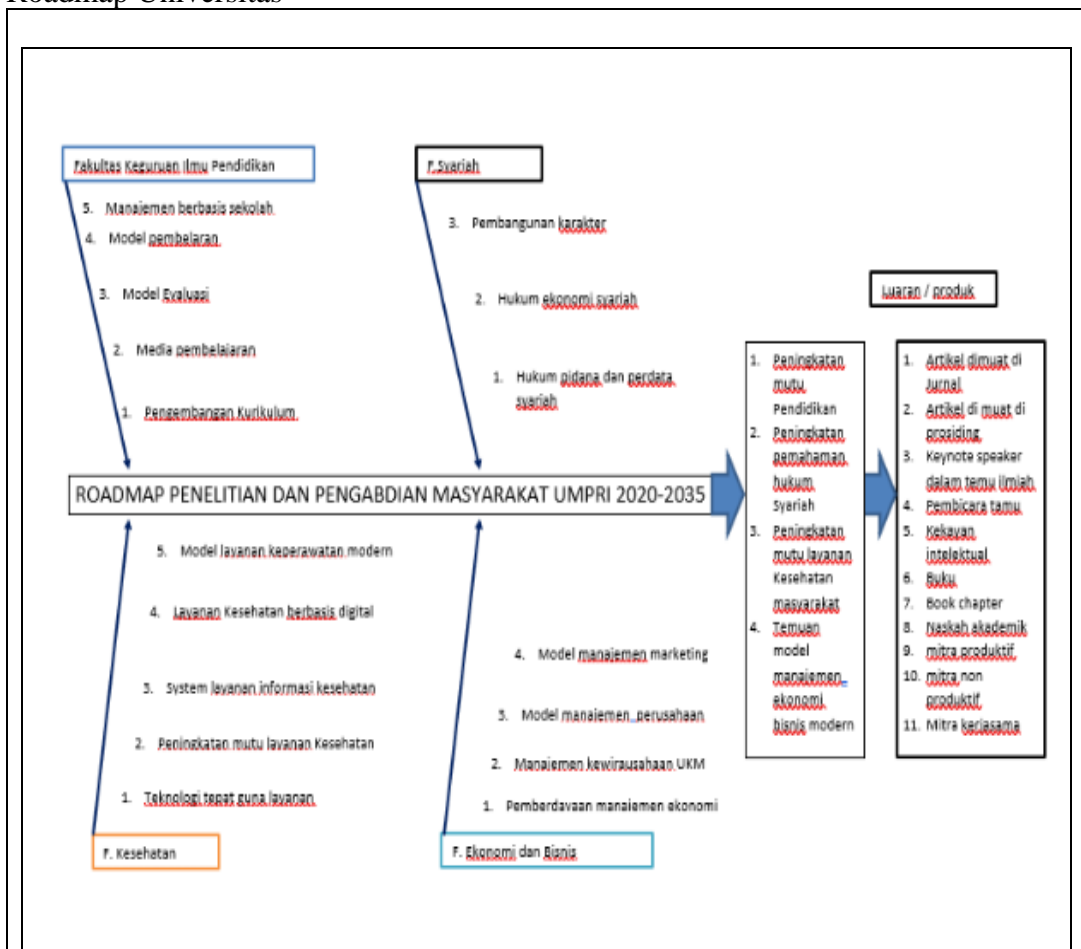 Roadmap Universitas
Fakultas Keguruan Ilmu Pendidikan
5. Manajemen berbasis sekolah
4. Model pembelaran
3. Model Evaluasi
2. Media pembelajaran
1. Pengembangan Kurikulum
F.Syariah
3. Pembangunan karakter
2. Hukum ekonomi syariah
1. Hukum pidana dan perdata
syariah
ROADMAP PENELITIAN DAN PENGABDIAN MASYARAKAT UMPRI 2020-2035
5. Model layanan keperawatan modern
4. Layanan Kesehatan berbasis digital
3. System layanan informasi kesehatan
2. Peningkatan mutu layanan Kesehatan
1. Teknologi tepat guna layanan
F. Kesehatan
4. Model manajemen marketing
3. Model manajemen perusahaan
2. Manajemen kewirausahaan UKM
1. Pemberdayaan manajemen ekonomi
F. Ekonomi dan Bisnis
1. Peningkatan
mutu
Pendidikan
2. Peningkatan
pemahaman
hukum
Syariah
3. Peningkatan
mutu layanan
Kesehatan
masyarakat
4. Temuan
model
manajemen
ekonomi
bisnis modern
Luaran / produk
1. Artikel dimuat di
Jurnal
2. Artikel di muat di
prosiding
3. Keynote speaker
dalam temu ilmiah
4. Pembicara tamu
5. Kekayan
intelektual
6. Buku
7. Book chapter
8. Naskah akademik
9. mitra produktif
10. mitra non
produktif
11. Mitra kerjasama